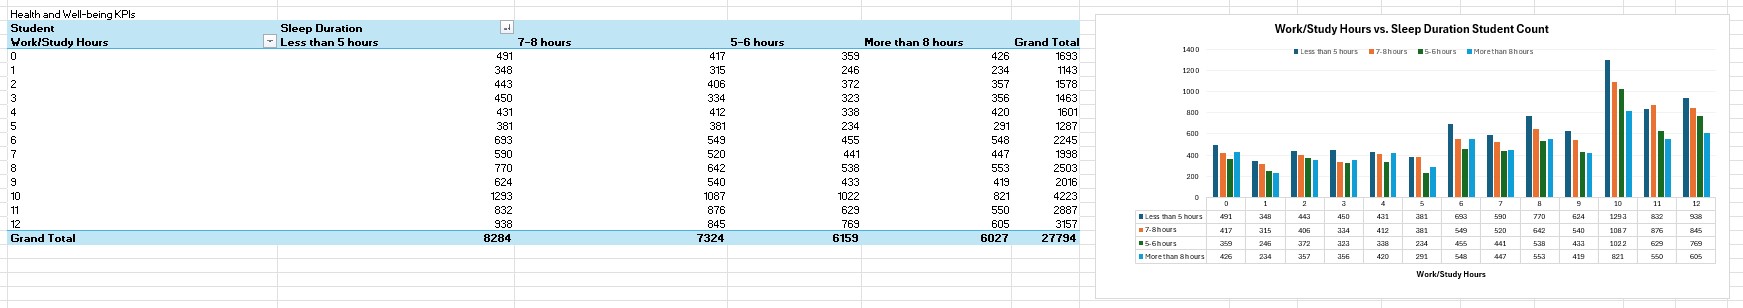 Health and Well-being KPIs
Student Sleep Duration
Work/Study Hours Less than 5 hours 7-8 hours 5-6 hours More than 8 hours Grand Total
0 491 417 359 426 1693
1 348 315 246 234 1143
2 443 406 372 357 1578
3 450 334 323 356 1463
4 431 412 338 420 1601
5 381 381 234 291 1287
6 693 549 455 548 2245
7 590 520 441 447 1998
8 770 642 538 553 2503
9 624 540 433 419 2016
10 1293 1087 1022 821 4223
11 832 876 629 550 2887
12 938 845 769 605 3157
Grand Total 8284 7324 6159 6027 27794
Work/Study Hours vs. Sleep Duration Student Count
Less than 5 hours 7-8 hours 5-6 hours More than 8 hours
1400
1200
1000
800
600
400
200
0
0 1 2 3 4 5 6 7 8 9 10 11 12
Less than 5 hours 491 348 443 450 431 381 693 590 770 624 1293 832 938
7-8 hours 417 315 406 334 412 381 549 520 642 540 1087 876 845
5-6 hours 359 246 372 323 338 234 455 441 538 433 1022 629 769
More than 8 hours 426 234 357 356 420 291 548 447 553 419 821 550 605
Work/Study Hours